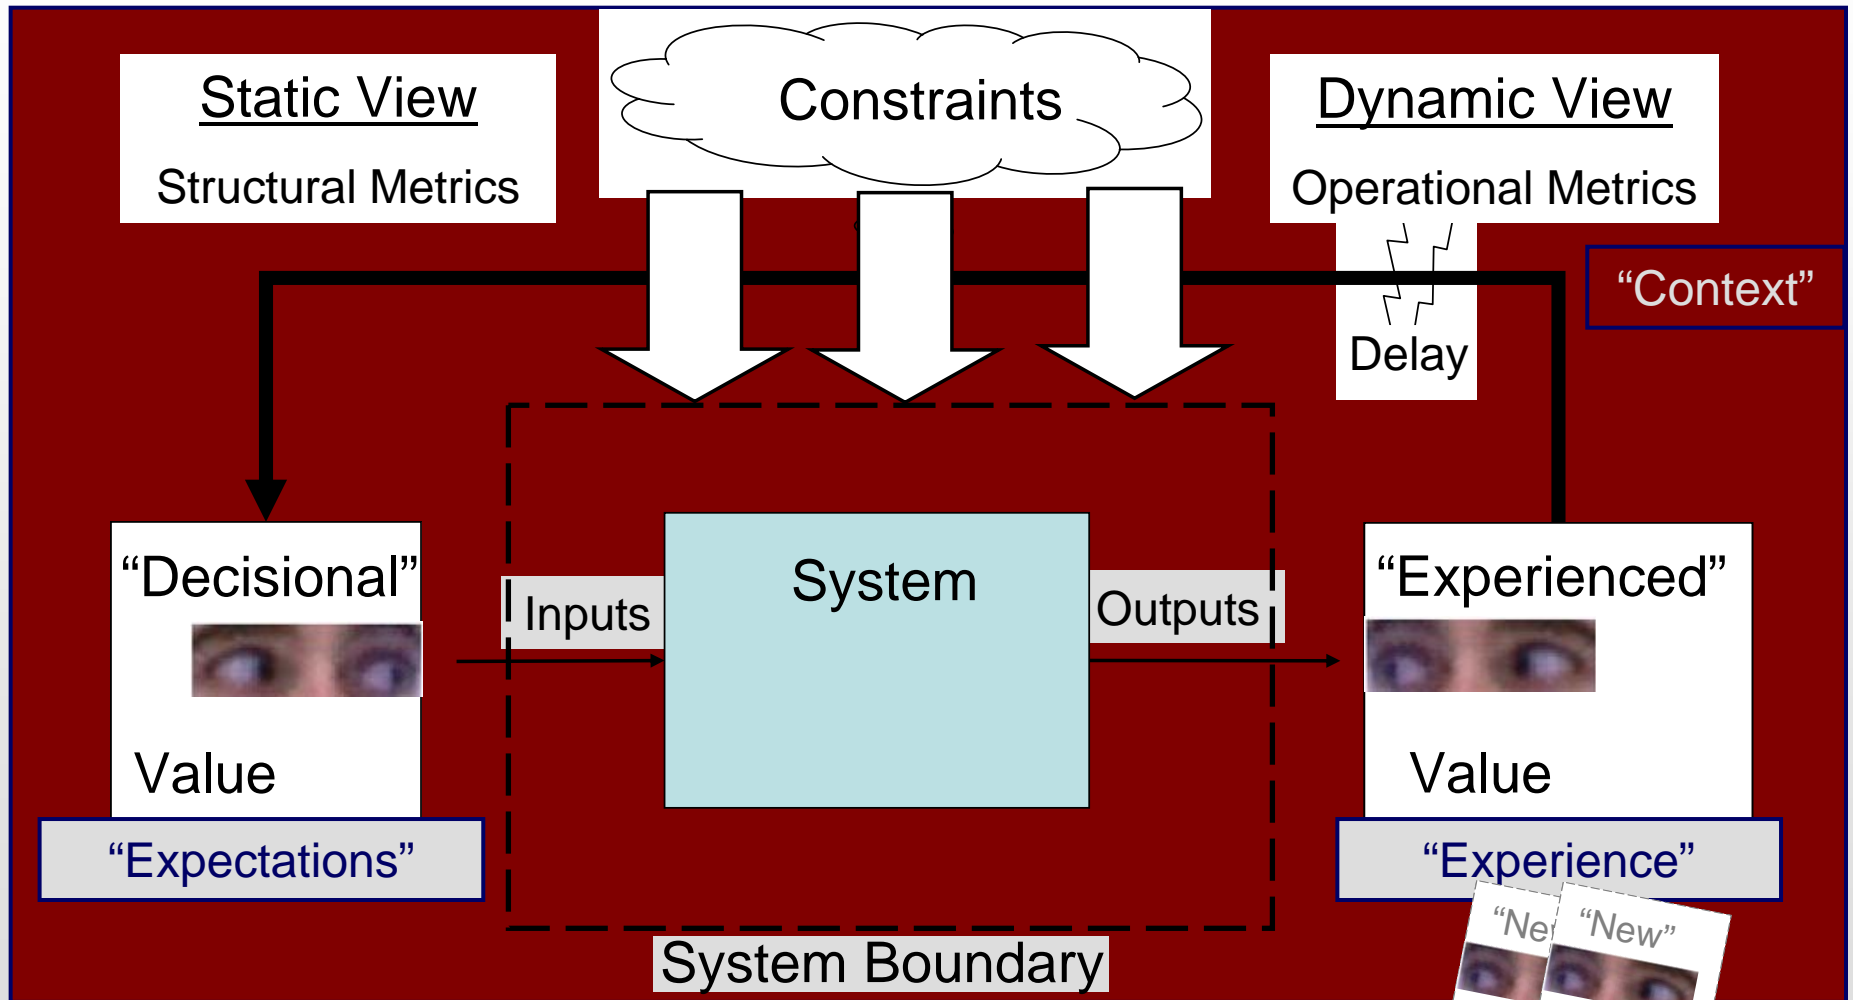 Static View
Structural Metrics
Constraints
Dynamic View
Operational Metrics
“Context”
Delay
“Decisional”
Value
“Expectations”
Inputs
System
Outputs
System Boundary
“Experienced”
Value
“Experience”
“New”